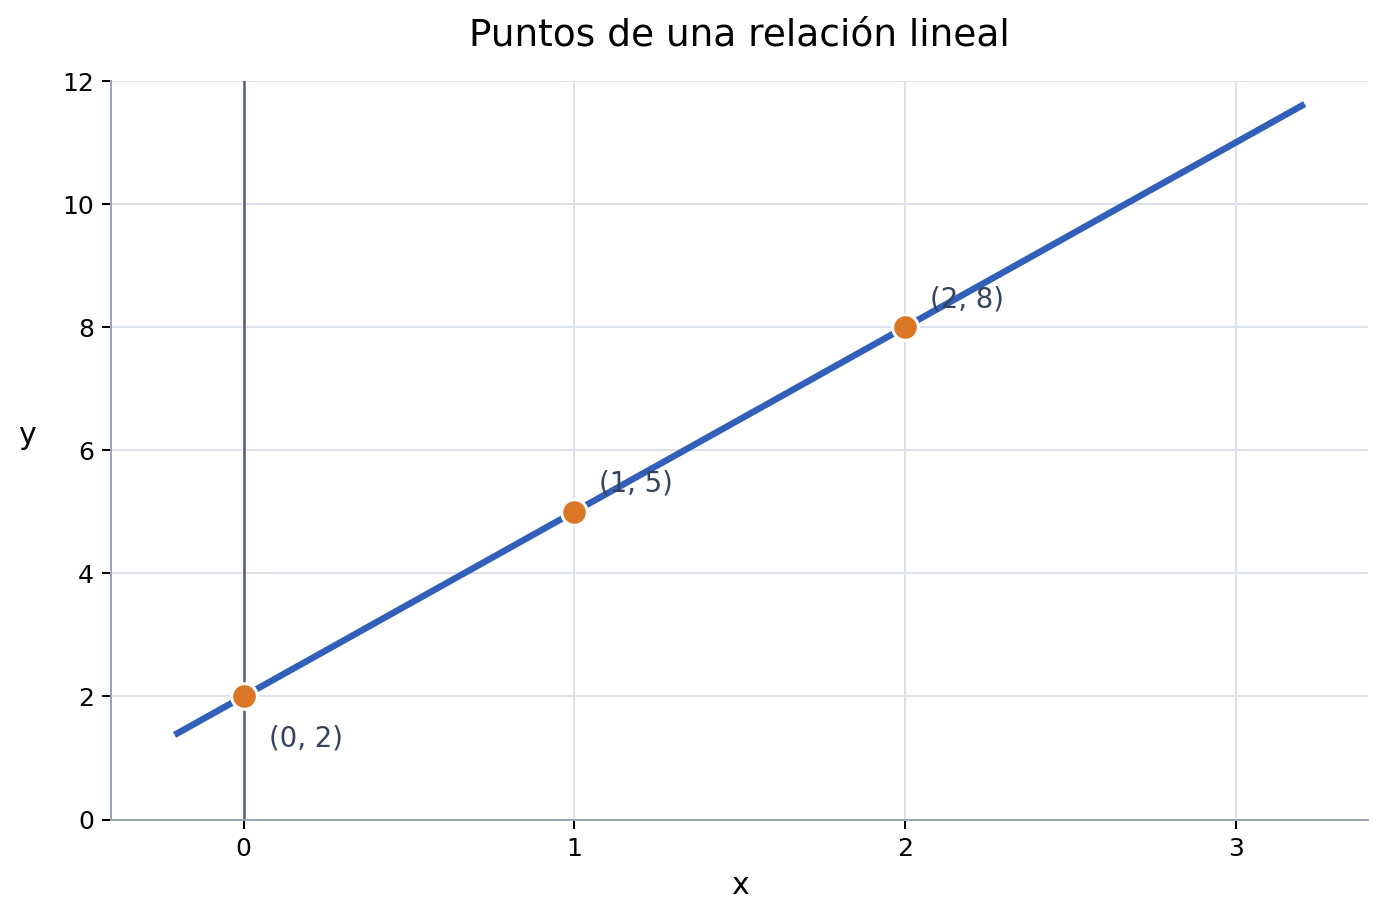 Puntos de una relación lineal
12
10
8
6
4
2
0
y
(2, 8)
(1, 5)
(0, 2)
0 1 2 3
x